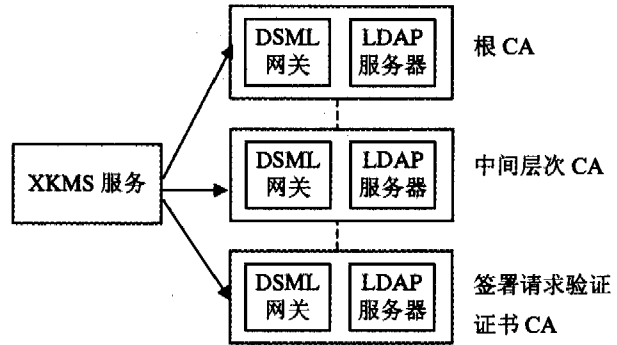 DSML
网关
LDAP
服务器
根 CA
XKMS 服务
DSML
网关
LDAP
服务器
中间层次 CA
DSML
网关
LDAP
服务器
签署请求验证
证书 CA